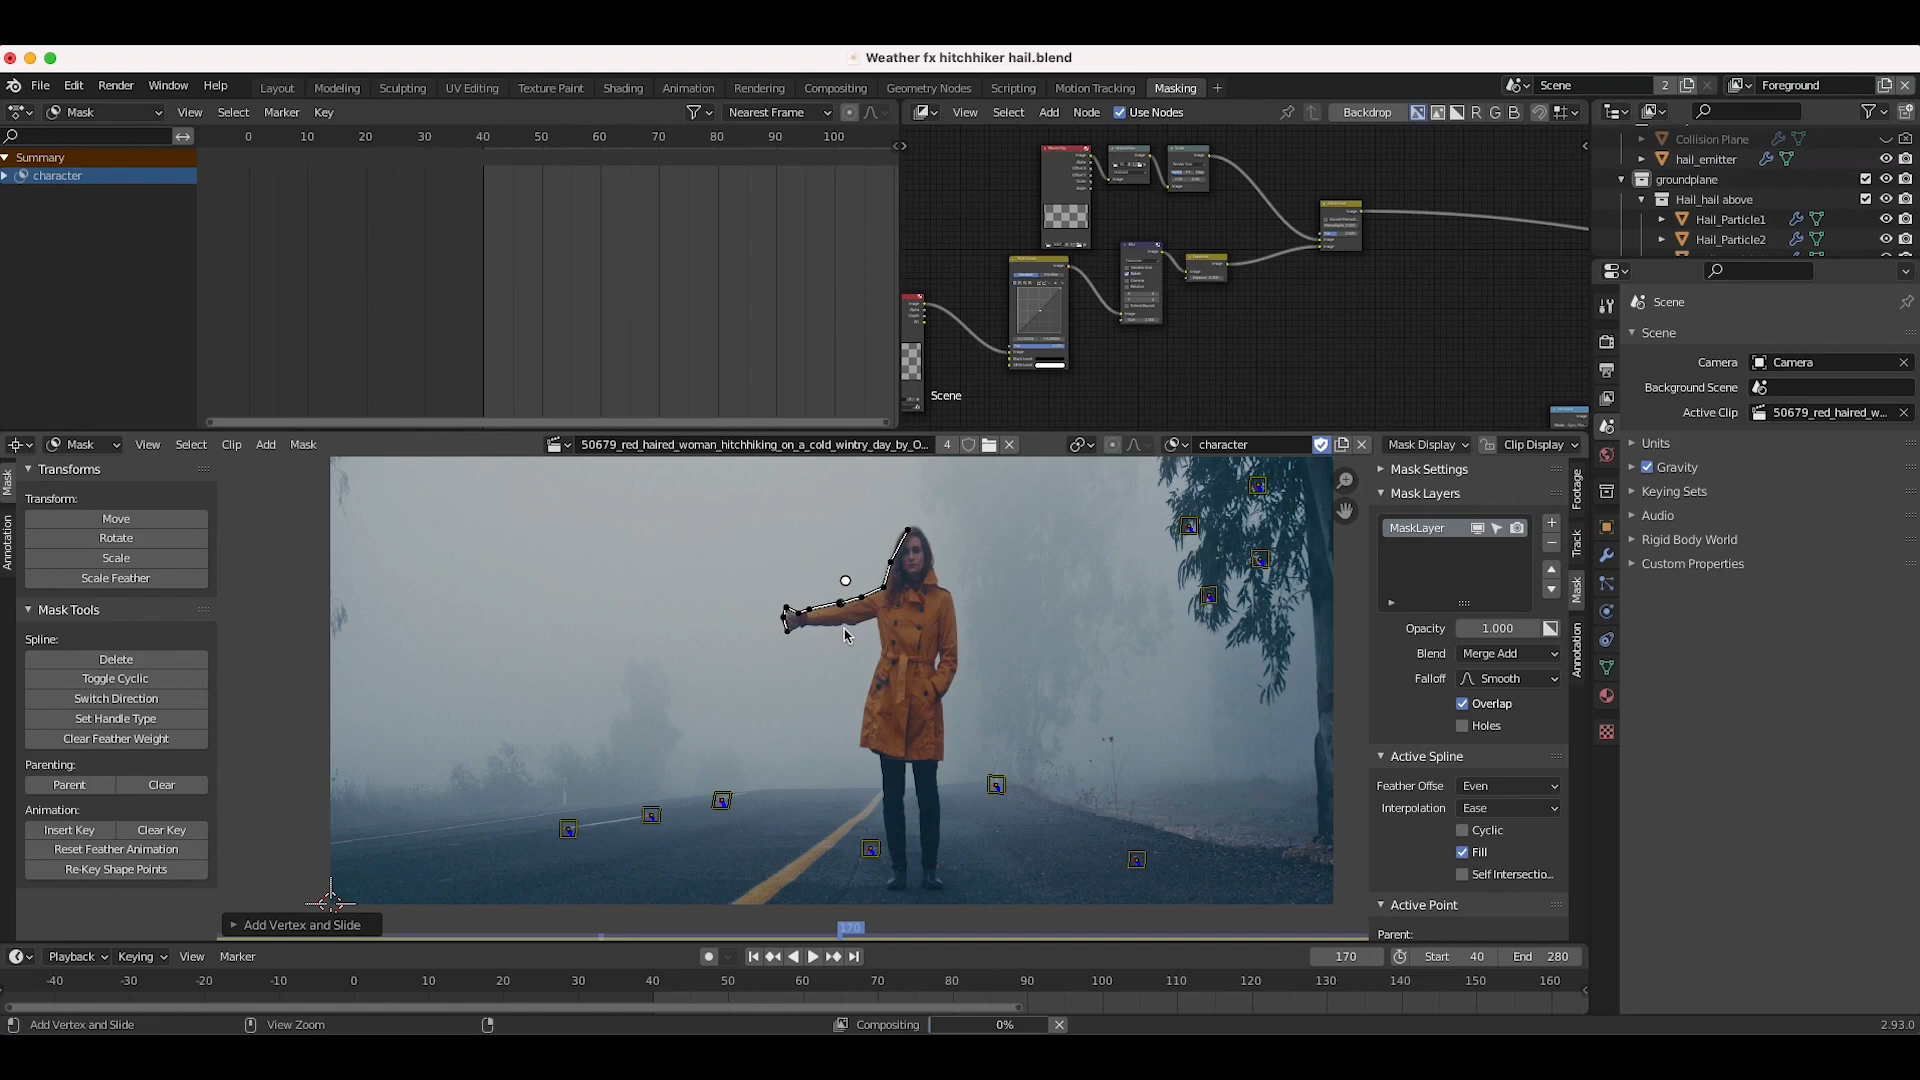 Weather fx hitchhiker hail.blend
File Edit Render Window Help Layout Modeling Sculpting UV Editing Texture Paint Shading Animation Rendering Compositing Geometry Nodes Scripting Motion Tracking Masking + Scene 2 Foreground
Mask View Select Marker Key Nearest Frame View Select Add Node Use Nodes Backdrop R G B
0 10 20 30 40 50 60 70 80 90 100
Summary
character
Scene
Collision Plane
hail_emitter
groundplane
Hail_hail above
Hail_Particle1
Hail_Particle2
Scene
Scene
Camera Camera
Background Scene
Active Clip 50679_red_haired_w...
Units
Gravity
Keying Sets
Audio
Rigid Body World
Custom Properties
Mask View Select Clip Add Mask 50679_red_haired_woman_hitchhiking_on_a_cold_wintry_day_by_O... 4 character Mask Display Clip Display
Mask
Annotation
Transforms
Transform:
Move
Rotate
Scale
Scale Feather
Mask Tools
Spline:
Delete
Toggle Cyclic
Switch Direction
Set Handle Type
Clear Feather Weight
Parenting:
Parent Clear
Animation:
Insert Key Clear Key
Reset Feather Animation
Re-Key Shape Points
Add Vertex and Slide
170
Mask Settings
Mask Layers
MaskLayer
Opacity 1.000
Blend Merge Add
Falloff Smooth
Overlap
Holes
Active Spline
Feather Offse Even
Interpolation Ease
Cyclic
Fill
Self Intersectio...
Active Point
Parent:
Footage
Track
Mask
Annotation
Playback Keying View Marker 170 Start 40 End 280
-40 -30 -20 -10 0 10 20 30 40 50 60 70 80 90 100 110 120 130 140 150 160
Add Vertex and Slide View Zoom Compositing 0% 2.93.0